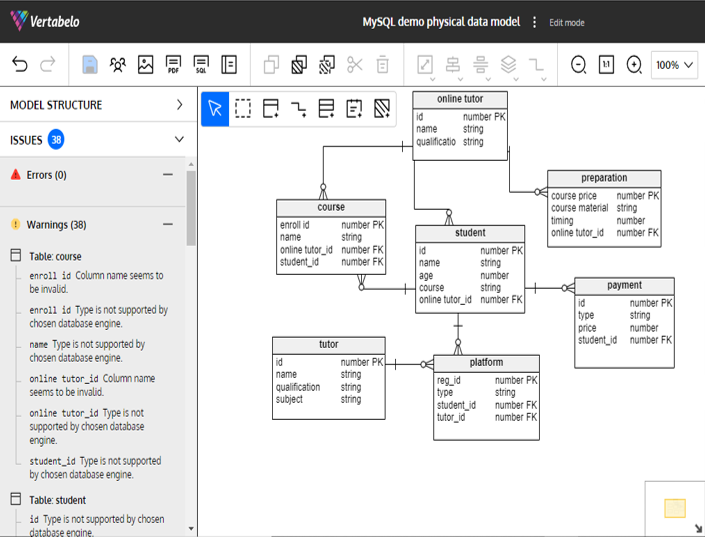 Vertabelo
MySQL demo physical data model
Edit mode
PDF
SQL
1:1
100%
MODEL STRUCTURE
ISSUES 38
Errors (0)
Warnings (38)
Table: course
enroll id Column name seems to
be invalid.
enroll id Type is not supported by
chosen database engine.
name Type is not supported by
chosen database engine.
online tutor_id Column name
seems to be invalid.
online tutor_id Type is not
supported by chosen database
engine.
student_id Type is not supported
by chosen database engine.
Table: student
id Type is not supported by chosen
database engine.
online tutor
id number PK
name string
qualificatio string
preparation
course price number PK
course material string
timing number
online tutor_id number FK
course
enroll id number PK
name string
online tutor_id number FK
student_id number FK
student
id number PK
name string
age number
course string
online tutor_id number FK
payment
id number PK
type string
price number
student_id number FK
tutor
id number PK
name string
qualification string
subject string
platform
reg_id number PK
type string
student_id number FK
tutor_id number FK